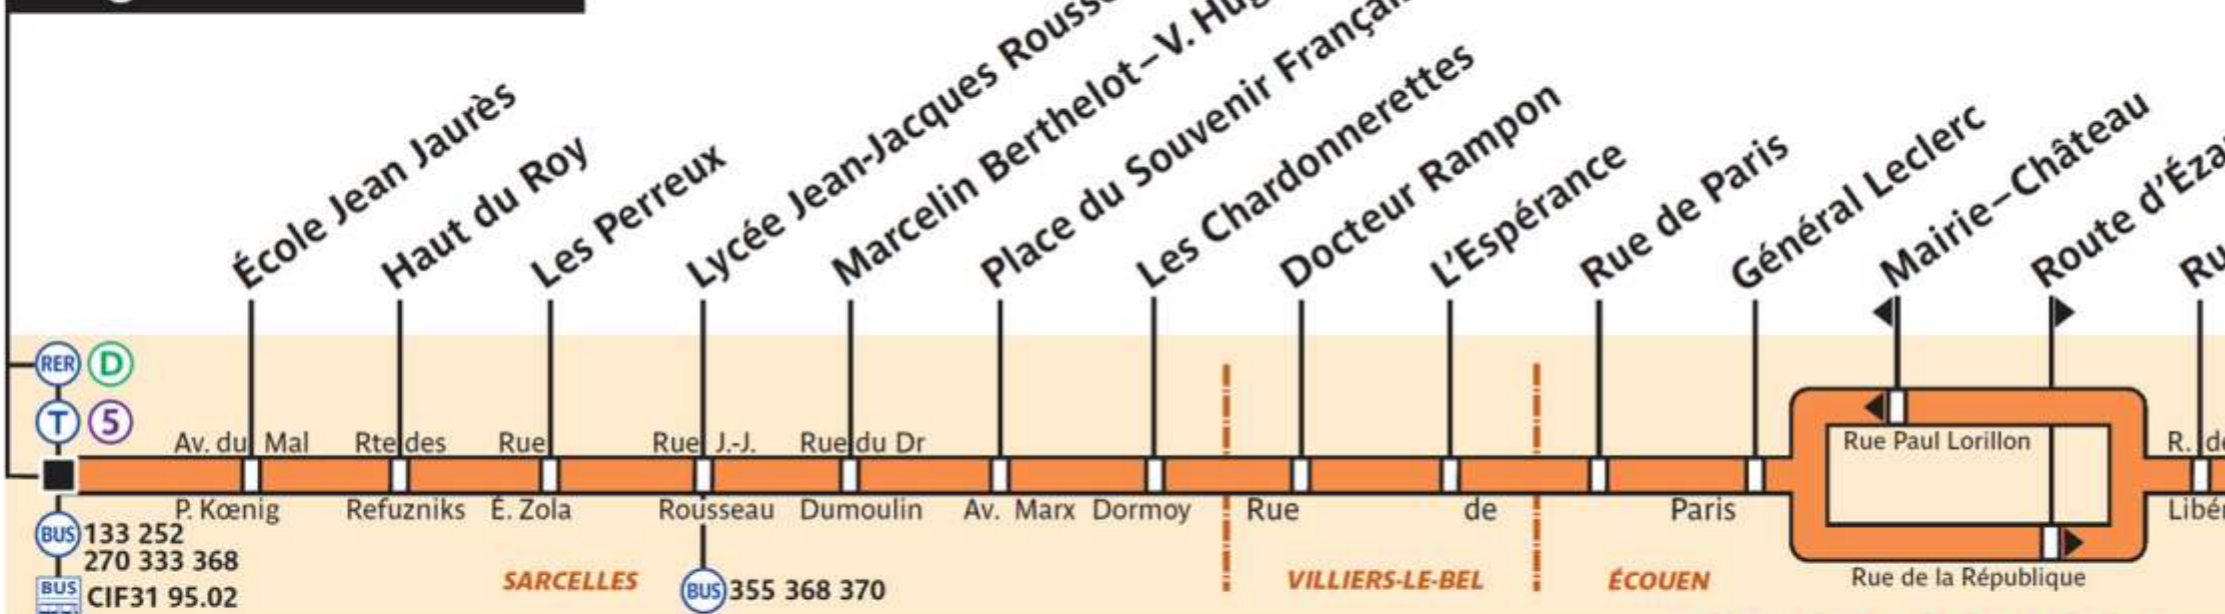 École Jean Jaurès
Haut du Roy
Les Perreux
Lycée Jean-Jacques
Marcelin Berthelot – V.
Place du Souvenir
Les Chardonnerettes
Docteur Rampon
L'Espérance
Rue de Paris
Général Leclerc
Mairie – Château
Route
RER D
T 5
Av. du Mal
Rte des
Rue
Rue J.-J.
Rue du Dr
Rue Paul Lorillon
R.
P. Kœnig
Refuzniks
É. Zola
Rousseau
Dumoulin
Av. Marx Dormoy
Rue de Paris
BUS 133 252
270 333 368
BUS CIF31 95.02
SARCELLES
BUS 355 368 370
VILLIERS-LE-BEL
ÉCOUEN
Rue de la République